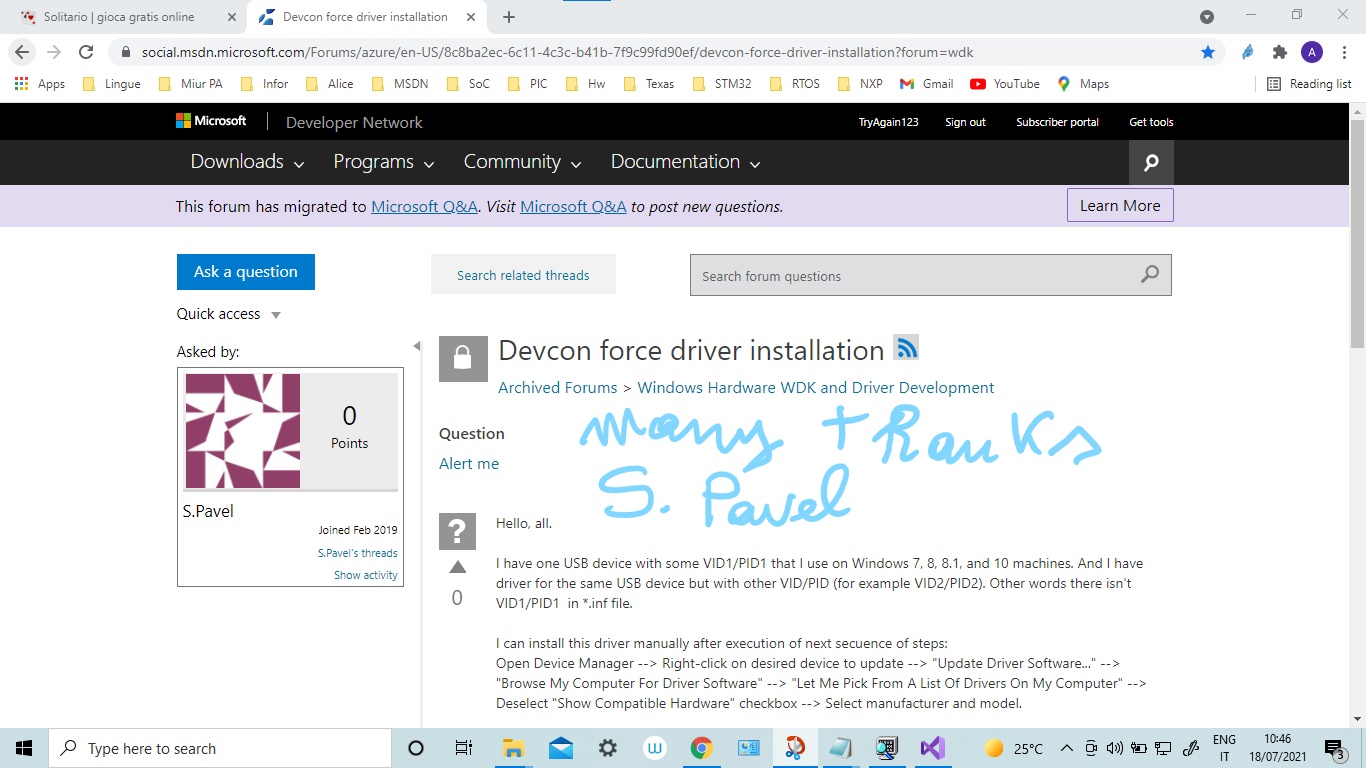 Solitario | gioca gratis online
Devcon force driver installation
social.msdn.microsoft.com/Forums/azure/en-US/8c8ba2ec-6c11-4c3c-b41b-7f9c99fd90ef/devcon-force-driver-installation?forum=wdk
A
Apps Lingue Miur PA Infor Alice MSDN SoC PIC Hw Texas STM32 RTOS NXP Gmail YouTube Maps Reading list
Microsoft Developer Network
TryAgain123 Sign out Subscriber portal Get tools
Downloads Programs Community Documentation
This forum has migrated to Microsoft Q&A. Visit Microsoft Q&A to post new questions.
Learn More
Ask a question
Search related threads
Search forum questions
Quick access
Asked by:
0
Points
S.Pavel
Joined Feb 2019
S.Pavel's threads
Show activity
Devcon force driver installation
Archived Forums > Windows Hardware WDK and Driver Development
many thanks
S. Pavel
Question
Alert me
?
0
Hello, all.
I have one USB device with some VID1/PID1 that I use on Windows 7, 8, 8.1, and 10 machines. And I have
driver for the same USB device but with other VID/PID (for example VID2/PID2). Other words there isn't
VID1/PID1 in *.inf file.
I can install this driver manually after execution of next secuence of steps:
Open Device Manager --> Right-click on desired device to update --> "Update Driver Software..." -->
"Browse My Computer For Driver Software" --> "Let Me Pick From A List Of Drivers On My Computer" -->
Deselect "Show Compatible Hardware" checkbox --> Select manufacturer and model.
Type here to search
W
25°C
ENG
IT
10:46
18/07/2021
3